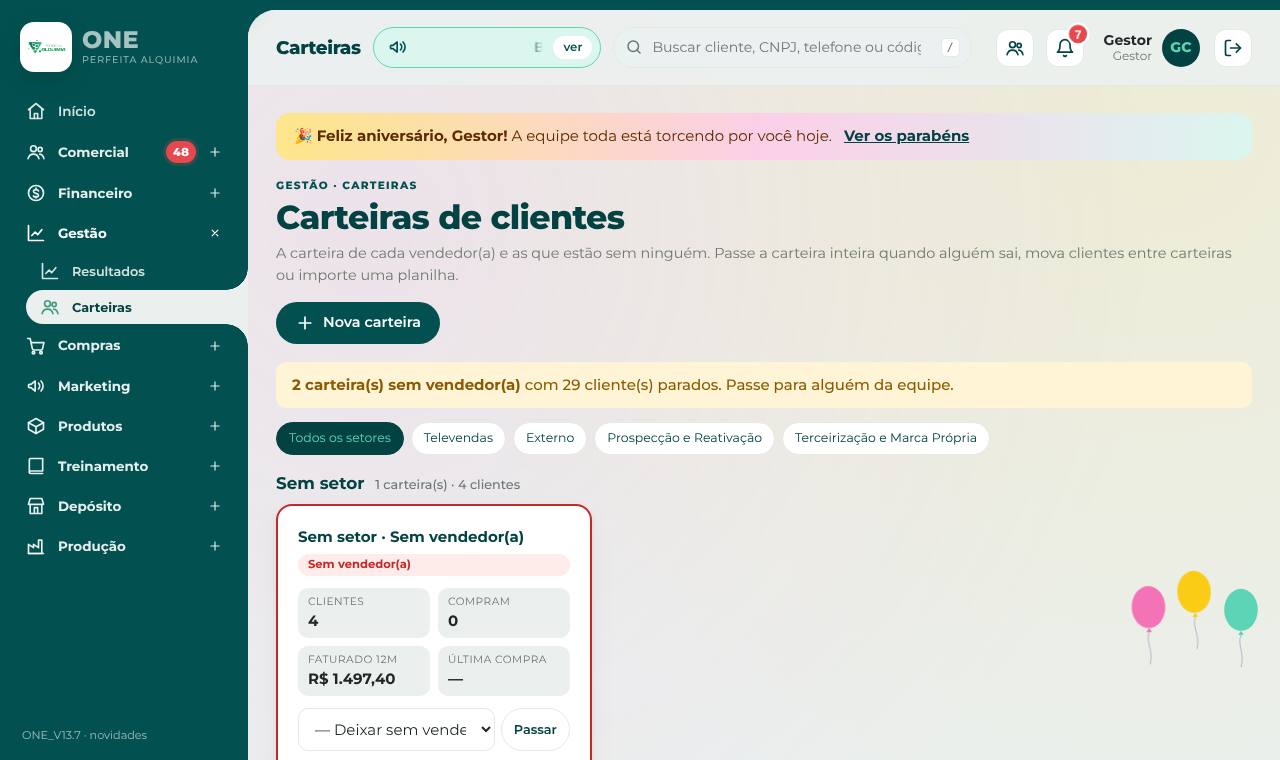 ONE
PERFEITA ALQUIMIA
Início
Comercial 48 +
Financeiro +
Gestão ×
Resultados
Carteiras
Compras +
Marketing +
Produtos +
Treinamento +
Depósito +
Produção +
ONE_V13.7 · novidades
Carteiras
ver
Buscar cliente, CNPJ, telefone ou códig
/
7
Gestor
Gestor
GC
🎉 Feliz aniversário, Gestor! A equipe toda está torcendo por você hoje. Ver os parabéns
GESTÃO · CARTEIRAS
Carteiras de clientes
A carteira de cada vendedor(a) e as que estão sem ninguém. Passe a carteira inteira quando alguém sai, mova clientes entre carteiras
ou importe uma planilha.
+ Nova carteira
2 carteira(s) sem vendedor(a) com 29 cliente(s) parados. Passe para alguém da equipe.
Todos os setores Televendas Externo Prospecção e Reativação Terceirização e Marca Própria
Sem setor 1 carteira(s) · 4 clientes
Sem setor · Sem vendedor(a)
Sem vendedor(a)
CLIENTES COMPRAM
4 0
FATURADO 12M ÚLTIMA COMPRA
R$ 1.497,40 —
— Deixar sem vende Passar